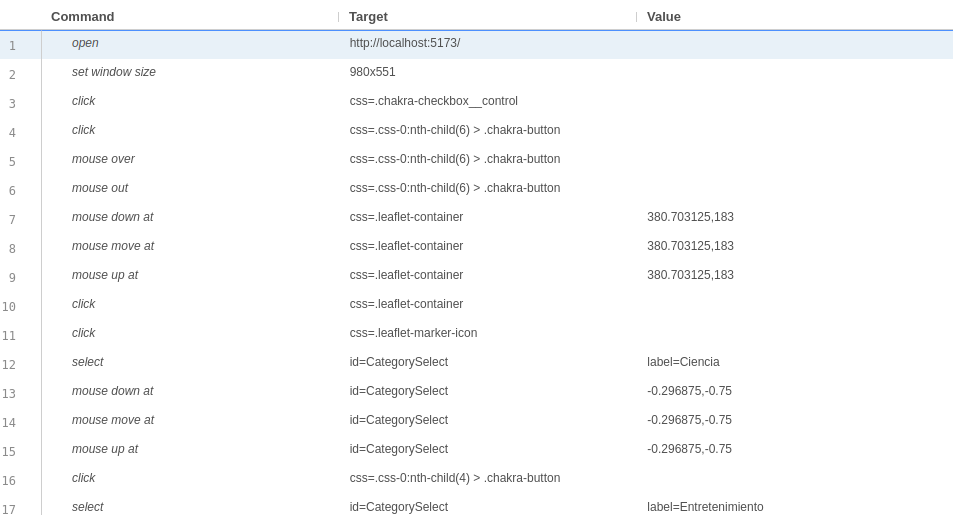 Command Target Value
1 open http://localhost:5173/
2 set window size 980x551
3 click css=.chakra-checkbox__control
4 click css=.css-0:nth-child(6) > .chakra-button
5 mouse over css=.css-0:nth-child(6) > .chakra-button
6 mouse out css=.css-0:nth-child(6) > .chakra-button
7 mouse down at css=.leaflet-container 380.703125,183
8 mouse move at css=.leaflet-container 380.703125,183
9 mouse up at css=.leaflet-container 380.703125,183
10 click css=.leaflet-container
11 click css=.leaflet-marker-icon
12 select id=CategorySelect label=Ciencia
13 mouse down at id=CategorySelect -0.296875,-0.75
14 mouse move at id=CategorySelect -0.296875,-0.75
15 mouse up at id=CategorySelect -0.296875,-0.75
16 click css=.css-0:nth-child(4) > .chakra-button
17 select id=CategorySelect label=Entretenimiento